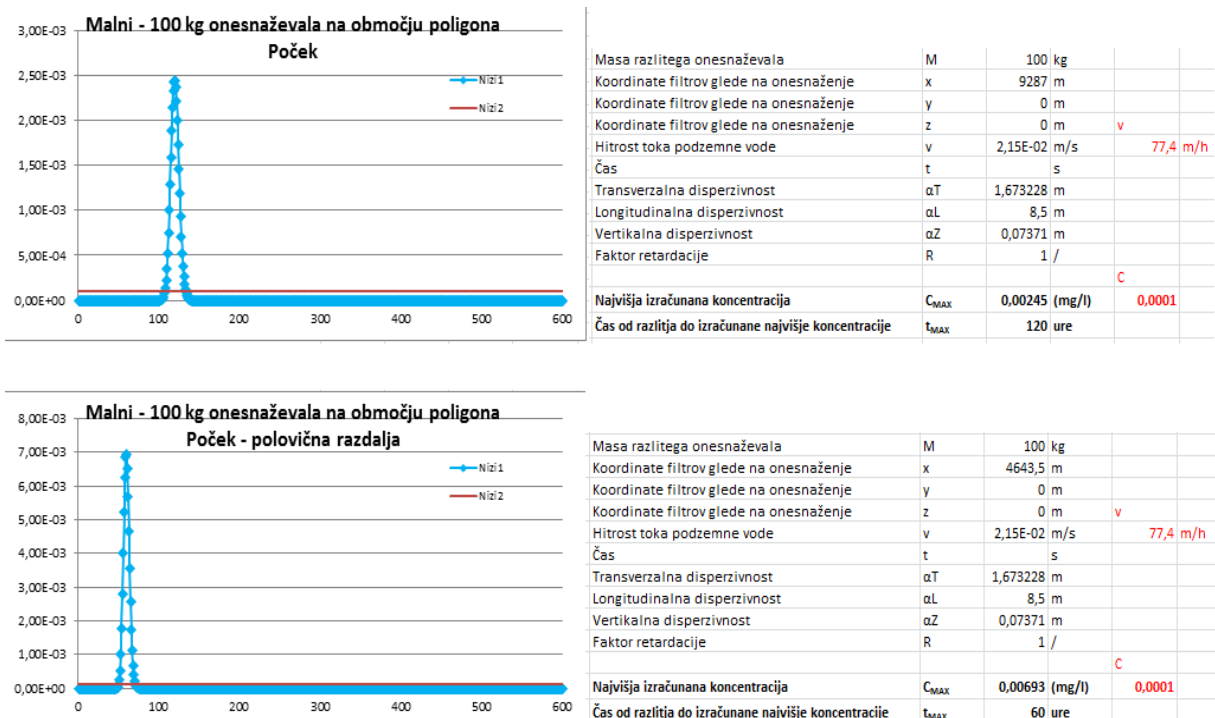 Malni - 100 kg onesnaževala na območju poligona
Poček
3,00E-03
2,50E-03
2,00E-03
1,50E-03
1,00E-03
5,00E-04
0,00E+00
0 100 200 300 400 500 600
Nizi1
Nizi2
Masa razlitega onesnaževala M 100 kg
Koordinate filtrov glede na onesnaženje x 9287 m
Koordinate filtrov glede na onesnaženje y 0 m
Koordinate filtrov glede na onesnaženje z 0 m v
Hitrost toka podzemne vode v 2,15E-02 m/s 77,4 m/h
Čas t s
Transverzalna disperzivnost αT 1,673228 m
Longitudinalna disperzivnost αL 8,5 m
Vertikalna disperzivnost αZ 0,07371 m
Faktor retardacije R 1 /
C
Najvišja izračunana koncentracija CMAX 0,00245 (mg/l) 0,0001
Čas od razlitja do izračunane najvišje koncentracije tMAX 120 ure
Malni - 100 kg onesnaževala na območju poligona
Poček - polovična razdalja
8,00E-03
7,00E-03
6,00E-03
5,00E-03
4,00E-03
3,00E-03
2,00E-03
1,00E-03
0,00E+00
0 100 200 300 400 500 600
Nizi1
Nizi2
Masa razlitega onesnaževala M 100 kg
Koordinate filtrov glede na onesnaženje x 4643,5 m
Koordinate filtrov glede na onesnaženje y 0 m
Koordinate filtrov glede na onesnaženje z 0 m v
Hitrost toka podzemne vode v 2,15E-02 m/s 77,4 m/h
Čas t s
Transverzalna disperzivnost αT 1,673228 m
Longitudinalna disperzivnost αL 8,5 m
Vertikalna disperzivnost αZ 0,07371 m
Faktor retardacije R 1 /
C
Najvišja izračunana koncentracija CMAX 0,00693 (mg/l) 0,0001
Čas od razlitja do izračunane najvišje koncentracije tMAX 60 ure